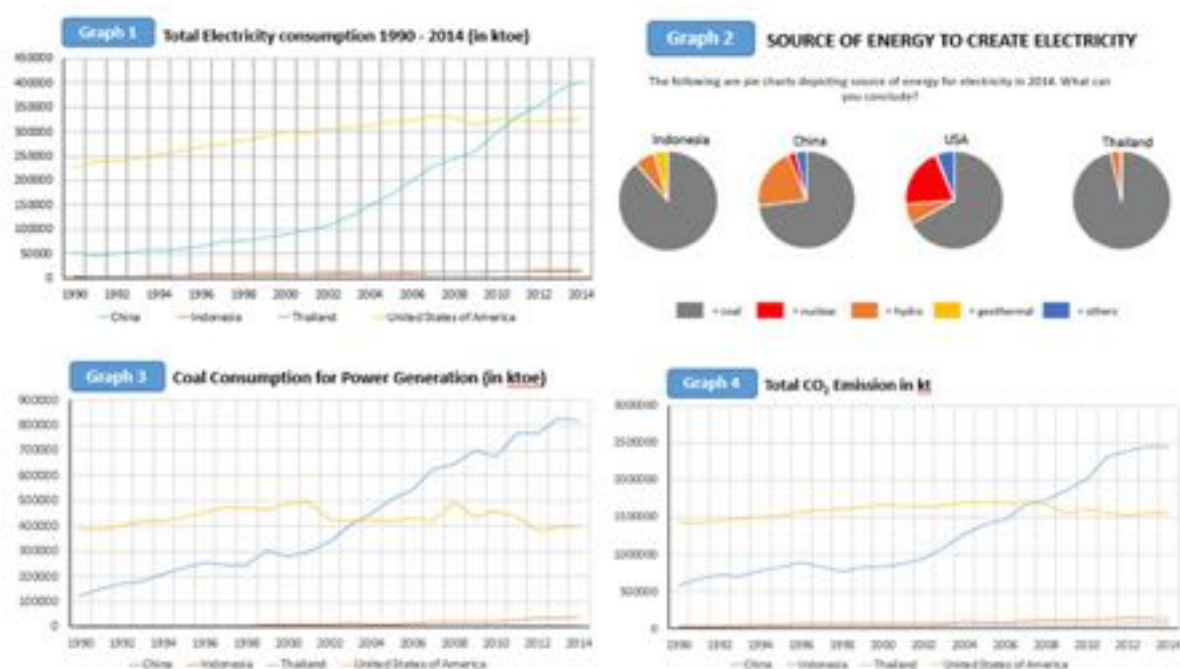 Graph 1 Total Electricity consumption 1990 - 2014 (in ktoe)
450000
400000
350000
300000
250000
200000
150000
100000
50000
0
1990 1992 1994 1996 1998 2000 2002 2004 2006 2008 2010 2012 2014
China Indonesia Thailand United States of America
Graph 2 SOURCE OF ENERGY TO CREATE ELECTRICITY
The following are pie charts depicting source of energy for electricity in 2014. What can
you conclude?
Indonesia China USA Thailand
= coal = nuclear = hydro = geothermal = others
Graph 3 Coal Consumption for Power Generation (in ktoe)
900000
800000
700000
600000
500000
400000
300000
200000
100000
0
1990 1992 1994 1996 1998 2000 2002 2004 2006 2008 2010 2012 2014
China Indonesia Thailand United States of America
Graph 4 Total CO₂ Emission in kt
3000000
2500000
2000000
1500000
1000000
500000
0
1990 1992 1994 1996 1998 2000 2002 2004 2006 2008 2010 2012 2014
China Indonesia Thailand United States of America